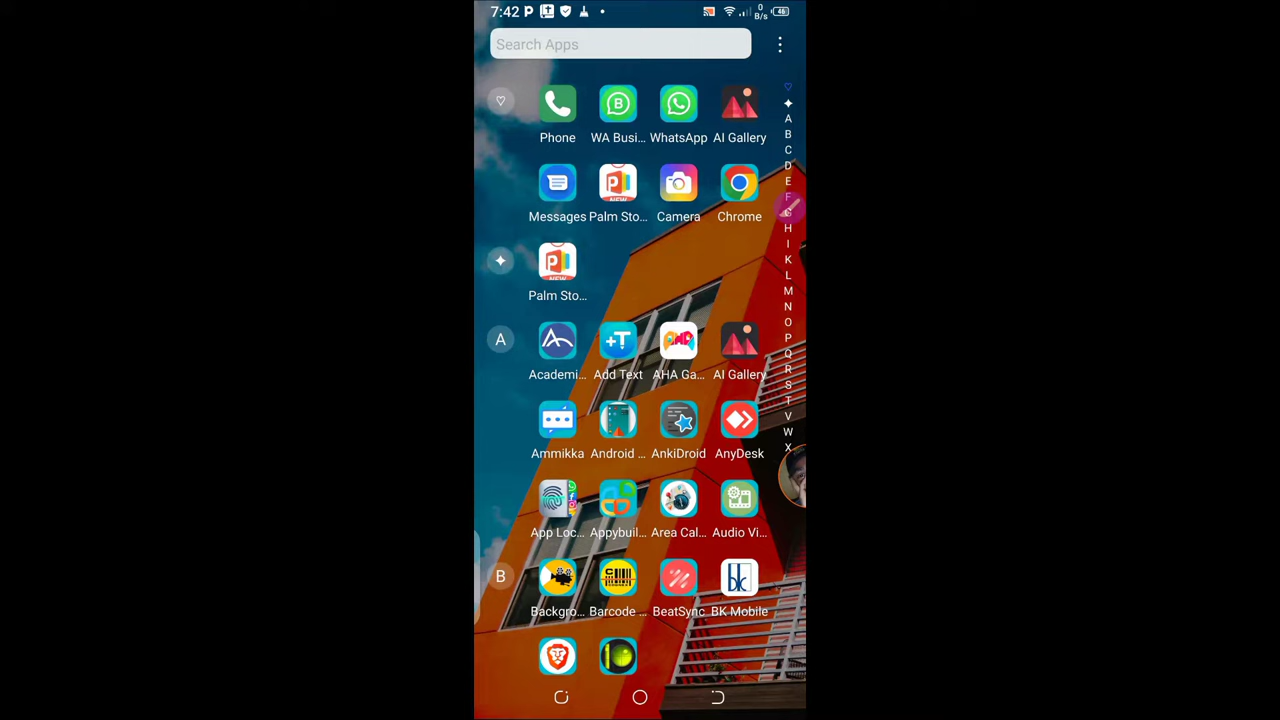 7:42
0 B/s
46
Search Apps
Phone WA Busi... WhatsApp AI Gallery
Messages Palm Sto... Camera Chrome
Palm Sto...
A
Academi... Add Text AHA Ga... AI Gallery
Ammikka Android ... AnkiDroid AnyDesk
App Loc... Appybuil... Area Cal... Audio Vi...
B
Backgro... Barcode ... BeatSync BK Mobile
A
B
C
D
E
F
G
H
I
K
L
M
N
O
P
Q
R
S
T
V
W
X